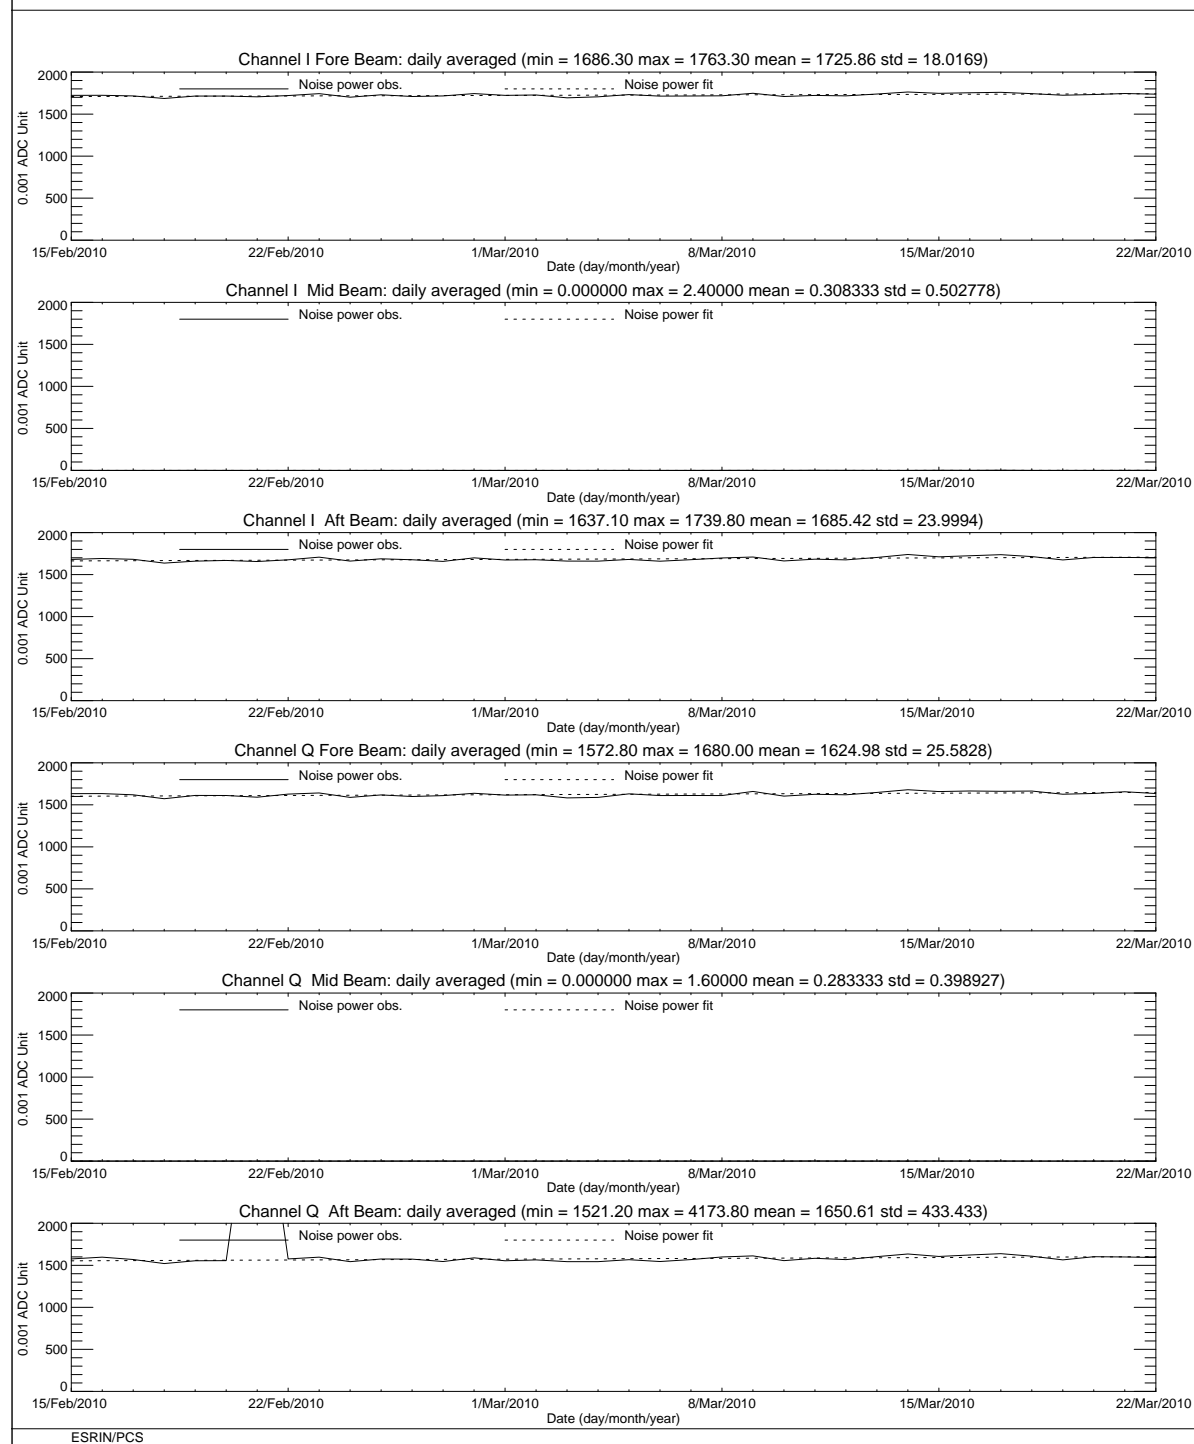 Channel I Fore Beam: daily averaged (min = 1686.30 max = 1763.30 mean = 1725.86 std = 18.0169)
Noise power obs. Noise power fit
2000
1500
1000
500
0
0.001 ADC Unit
15/Feb/2010 22/Feb/2010 1/Mar/2010 8/Mar/2010 15/Mar/2010 22/Mar/2010
Date (day/month/year)
Channel I Mid Beam: daily averaged (min = 0.000000 max = 2.40000 mean = 0.308333 std = 0.502778)
Noise power obs. Noise power fit
2000
1500
1000
500
0
0.001 ADC Unit
15/Feb/2010 22/Feb/2010 1/Mar/2010 8/Mar/2010 15/Mar/2010 22/Mar/2010
Date (day/month/year)
Channel I Aft Beam: daily averaged (min = 1637.10 max = 1739.80 mean = 1685.42 std = 23.9994)
Noise power obs. Noise power fit
2000
1500
1000
500
0
0.001 ADC Unit
15/Feb/2010 22/Feb/2010 1/Mar/2010 8/Mar/2010 15/Mar/2010 22/Mar/2010
Date (day/month/year)
Channel Q Fore Beam: daily averaged (min = 1572.80 max = 1680.00 mean = 1624.98 std = 25.5828)
Noise power obs. Noise power fit
2000
1500
1000
500
0
0.001 ADC Unit
15/Feb/2010 22/Feb/2010 1/Mar/2010 8/Mar/2010 15/Mar/2010 22/Mar/2010
Date (day/month/year)
Channel Q Mid Beam: daily averaged (min = 0.000000 max = 1.60000 mean = 0.283333 std = 0.398927)
Noise power obs. Noise power fit
2000
1500
1000
500
0
0.001 ADC Unit
15/Feb/2010 22/Feb/2010 1/Mar/2010 8/Mar/2010 15/Mar/2010 22/Mar/2010
Date (day/month/year)
Channel Q Aft Beam: daily averaged (min = 1521.20 max = 4173.80 mean = 1650.61 std = 433.433)
Noise power obs. Noise power fit
2000
1500
1000
500
0
0.001 ADC Unit
15/Feb/2010 22/Feb/2010 1/Mar/2010 8/Mar/2010 15/Mar/2010 22/Mar/2010
Date (day/month/year)
ESRIN/PCS